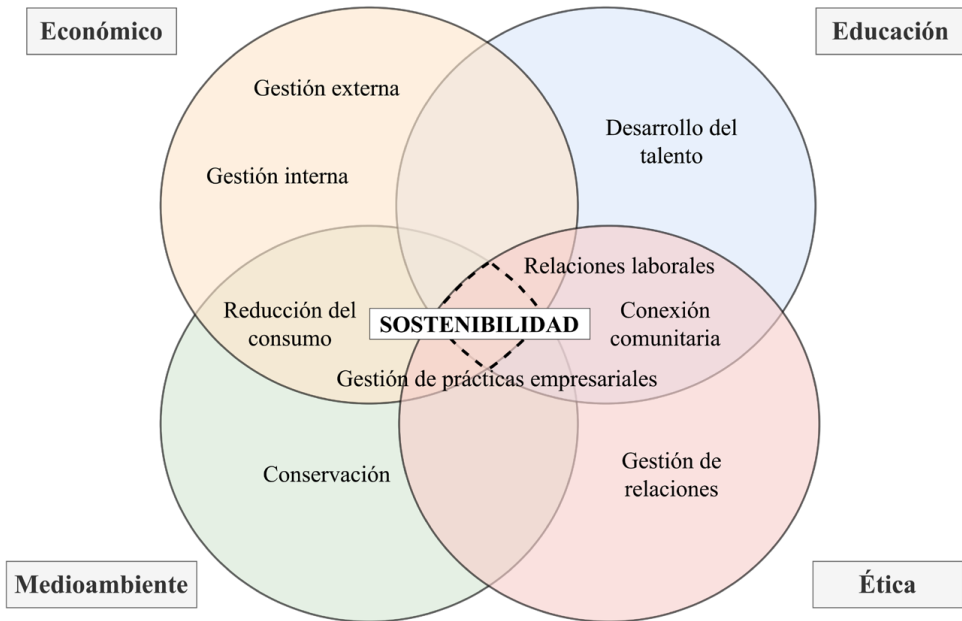 Económico
Educación
Gestión externa
Desarrollo del
talento
Gestión interna
Relaciones laborales
Reducción del
consumo
SOSTENIBILIDAD
Conexión
comunitaria
Gestión de prácticas empresariales
Conservación
Gestión de
relaciones
Medioambiente
Ética